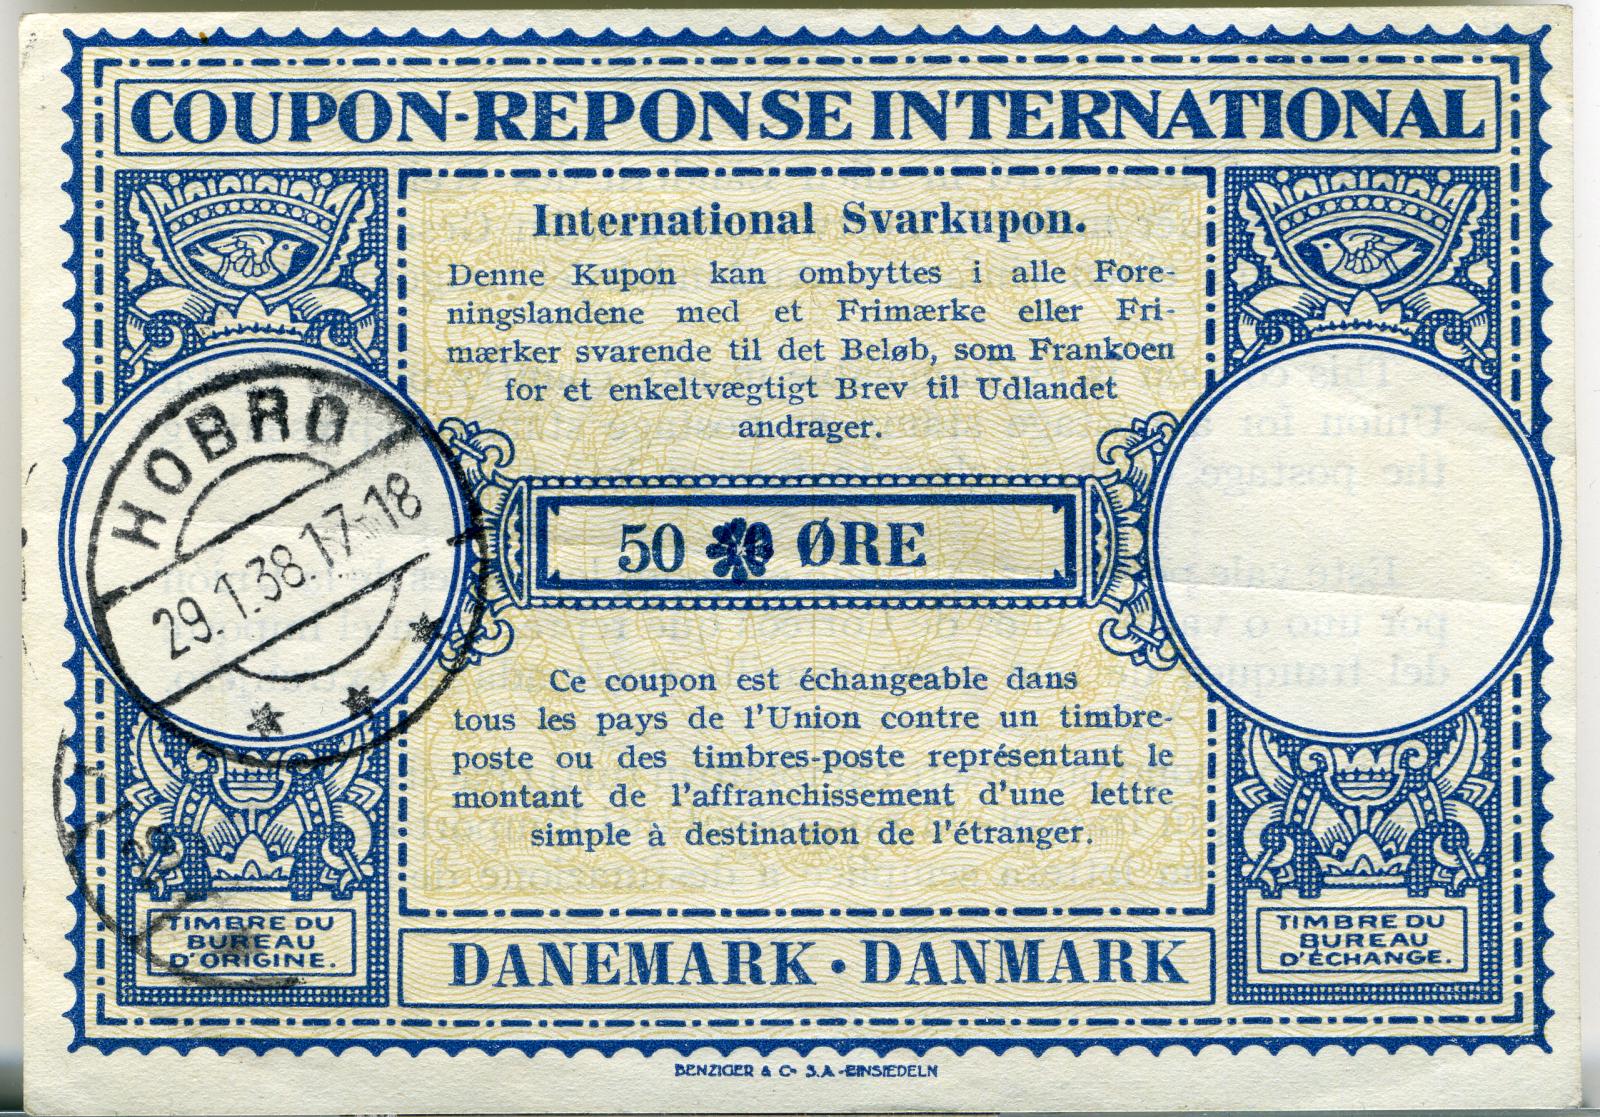 COUPON-REPONSE INTERNATIONAL
International Svarkupon.
Denne Kupon kan ombyttes i alle Fore-
ningslandene med et Frimærke eller Fri-
mærker svarende til det Beløb, som Frankoen
for et enkeltvægtigt Brev til Udlandet
andrager.
HOBRO
29.1.38.17-18
50 ØRE
Ce coupon est échangeable dans
tous les pays de l'Union contre un timbre-
poste ou des timbres-poste représentant le
montant de l'affranchissement d'une lettre
simple à destination de l'étranger.
TIMBRE DU
BUREAU
D'ORIGINE.
DANEMARK · DANMARK
TIMBRE DU
BUREAU
D'ÉCHANGE.
BENZIGER & Cº S.A.-EINSIEDELN